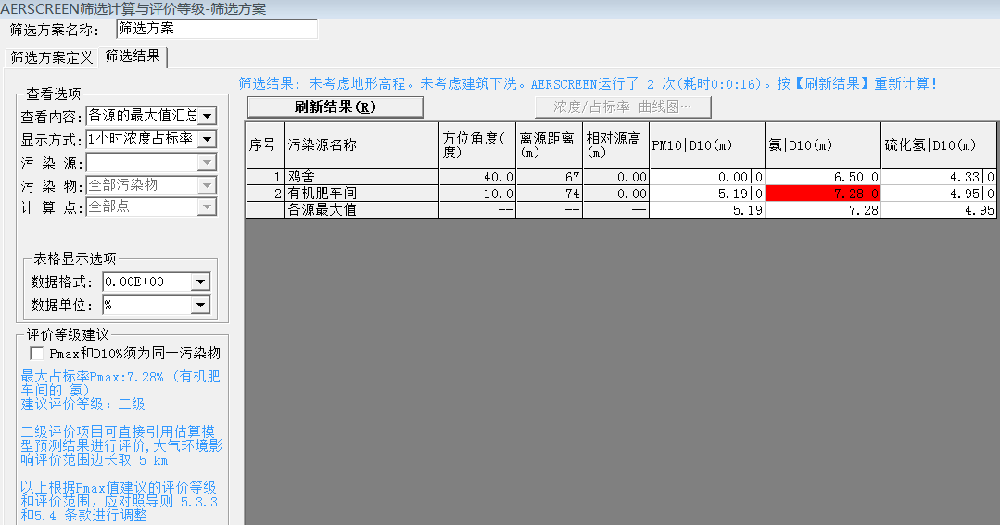 AERSCREEN筛选计算与评价等级-筛选方案
筛选方案名称: 筛选方案
筛选方案定义 筛选结果
筛选结果: 未考虑地形高程。未考虑建筑下洗。AERSCREEN运行了 2 次(耗时0:0:16)。按【刷新结果】重新计算!
刷新结果(R)
浓度/占标率 曲线图…
查看选项
查看内容: 各源的最大值汇总
显示方式: 1小时浓度占标率
污 染 源:
污 染 物: 全部污染物
计 算 点: 全部点
表格显示选项
数据格式: 0.00E+00
数据单位: %
评价等级建议
Pmax和D10%须为同一污染物
最大占标率Pmax:7.28% (有机肥
车间的 氨)
建议评价等级: 二级
二级评价项目可直接引用估算模
型预测结果进行评价,大气环境影
响评价范围边长取 5 km
以上根据Pmax值建议的评价等级
和评价范围, 应对照导则 5.3.3
和5.4 条款进行调整
序号 污染源名称 方位角度(度) 离源距离(m) 相对源高(m) PM10|D10(m) 氨|D10(m) 硫化氢|D10(m)
1 鸡舍 40.0 67 0.00 0.00|0 6.50|0 4.33|0
2 有机肥车间 10.0 74 0.00 5.19|0 7.28|0 4.95|0
各源最大值 -- -- -- 5.19 7.28 4.95